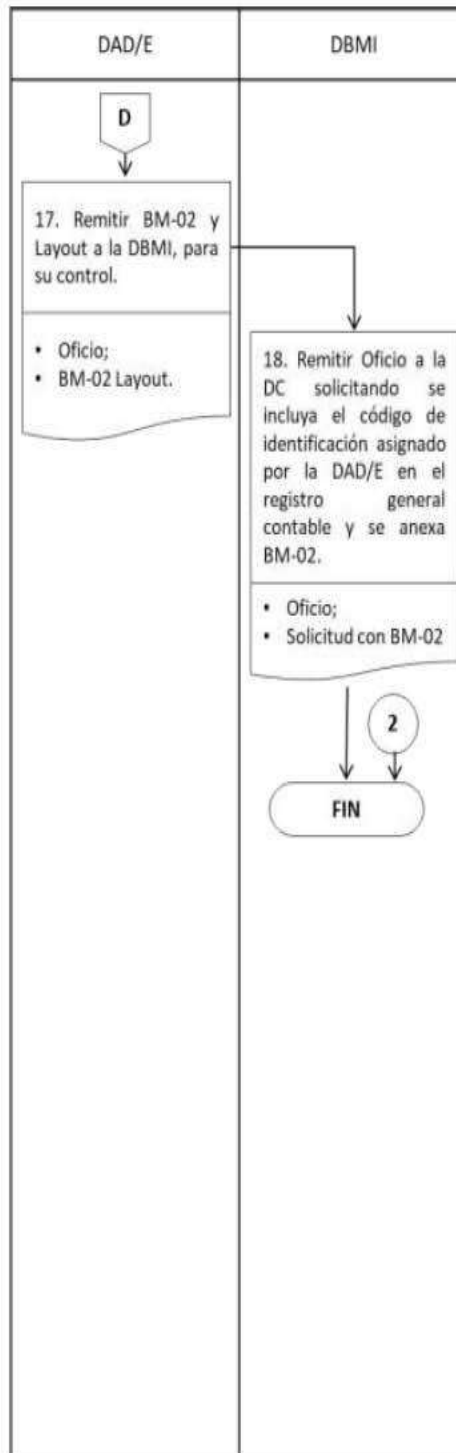 DAD/E
DBMI
D
17. Remitir BM-02 y
Layout a la DBMI, para
su control.
• Oficio;
• BM-02 Layout.
18. Remitir Oficio a la
DC solicitando se
incluya el código de
identificación asignado
por la DAD/E en el
registro general
contable y se anexa
BM-02.
• Oficio;
• Solicitud con BM-02
2
FIN